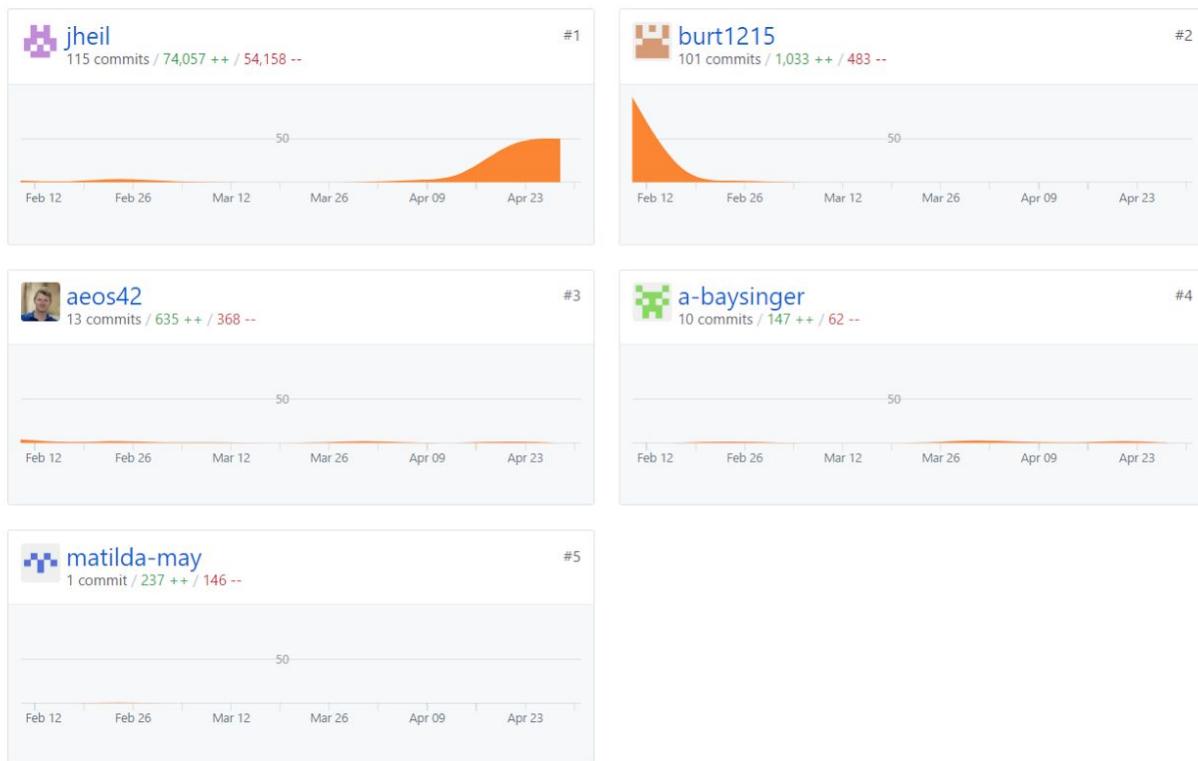 jheil
#1
115 commits / 74,057 ++ / 54,158 --
50
Feb 12 Feb 26 Mar 12 Mar 26 Apr 09 Apr 23
burt1215
#2
101 commits / 1,033 ++ / 483 --
50
Feb 12 Feb 26 Mar 12 Mar 26 Apr 09 Apr 23
aeos42
#3
13 commits / 635 ++ / 368 --
50
Feb 12 Feb 26 Mar 12 Mar 26 Apr 09 Apr 23
a-baysinger
#4
10 commits / 147 ++ / 62 --
50
Feb 12 Feb 26 Mar 12 Mar 26 Apr 09 Apr 23
matilda-may
#5
1 commit / 237 ++ / 146 --
50
Feb 12 Feb 26 Mar 12 Mar 26 Apr 09 Apr 23